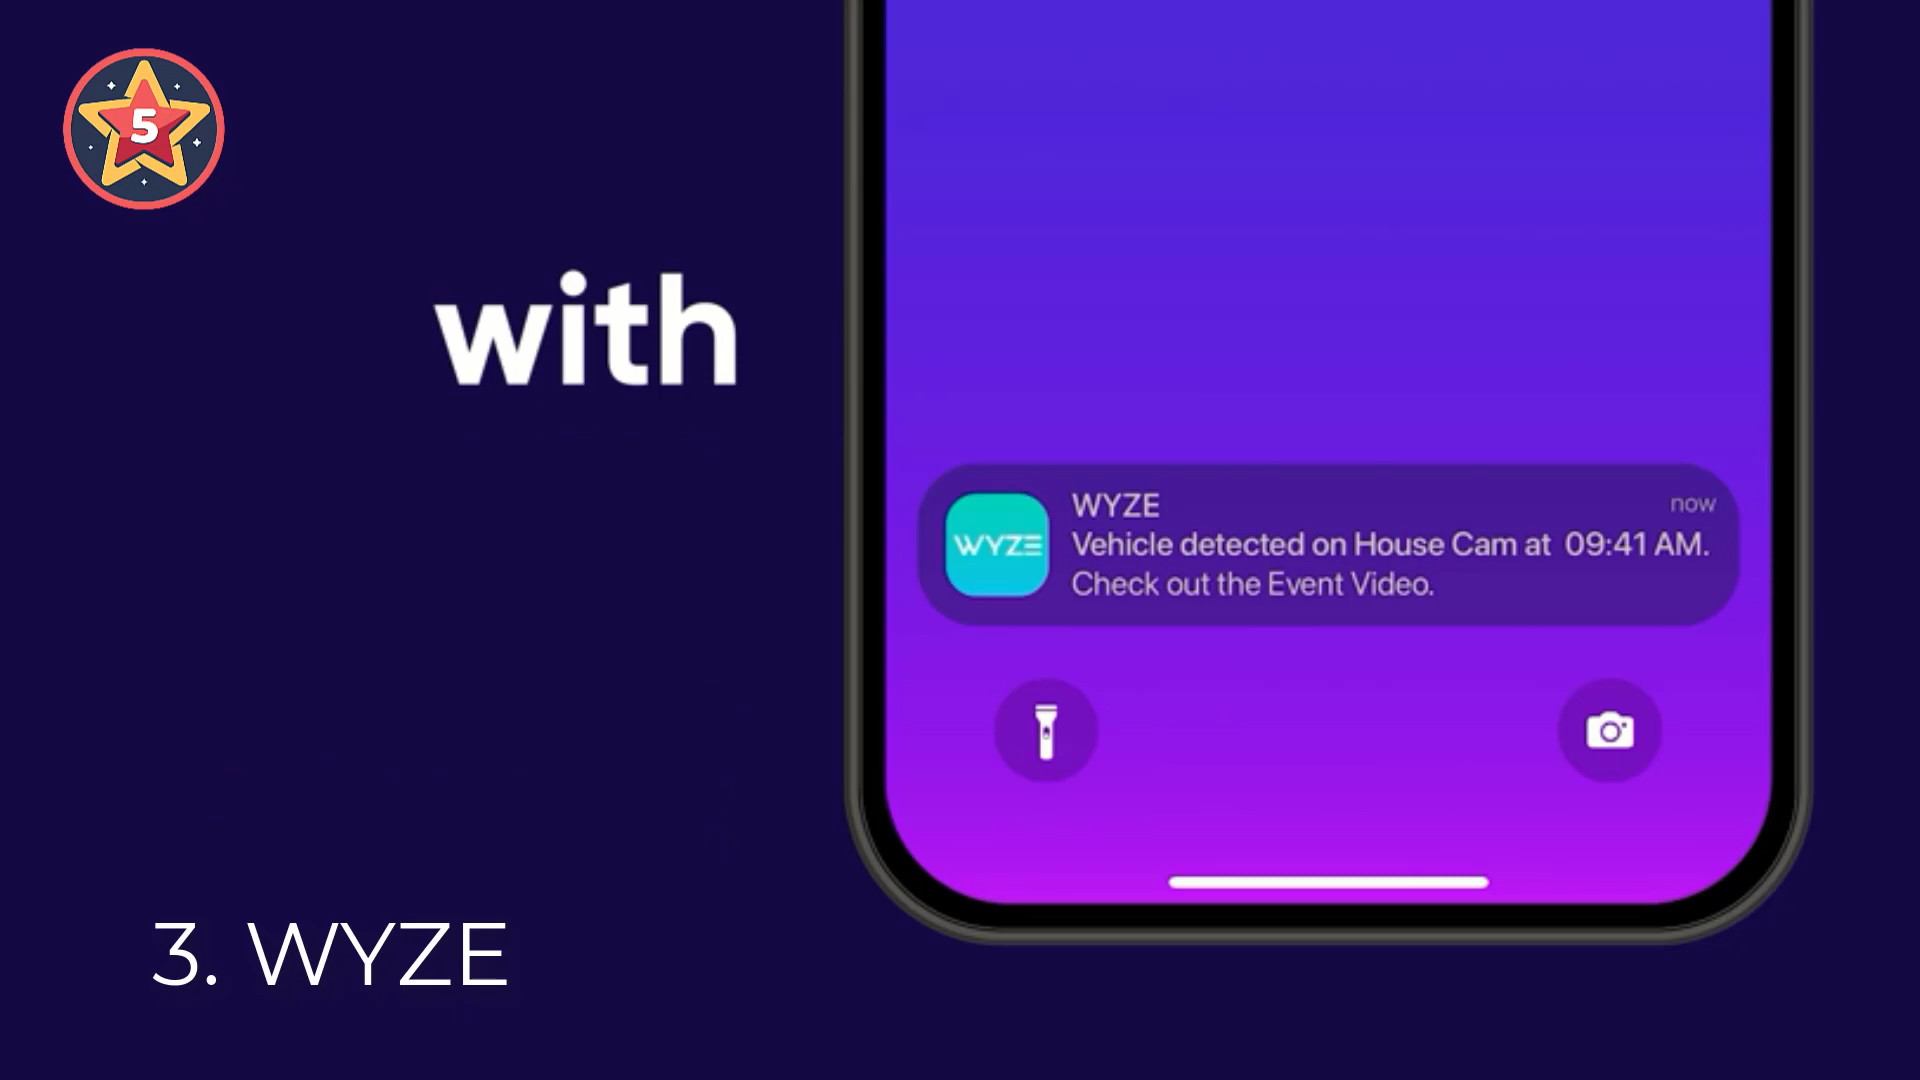 5
with
WYZE
now
WYZE
Vehicle detected on House Cam at 09:41 AM.
Check out the Event Video.
3. WYZE